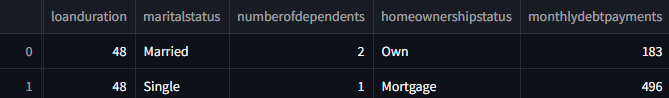 loanduration maritalstatus numberofdependents homeownershipstatus monthlydebtpayments
0 48 Married 2 Own 183
1 48 Single 1 Mortgage 496